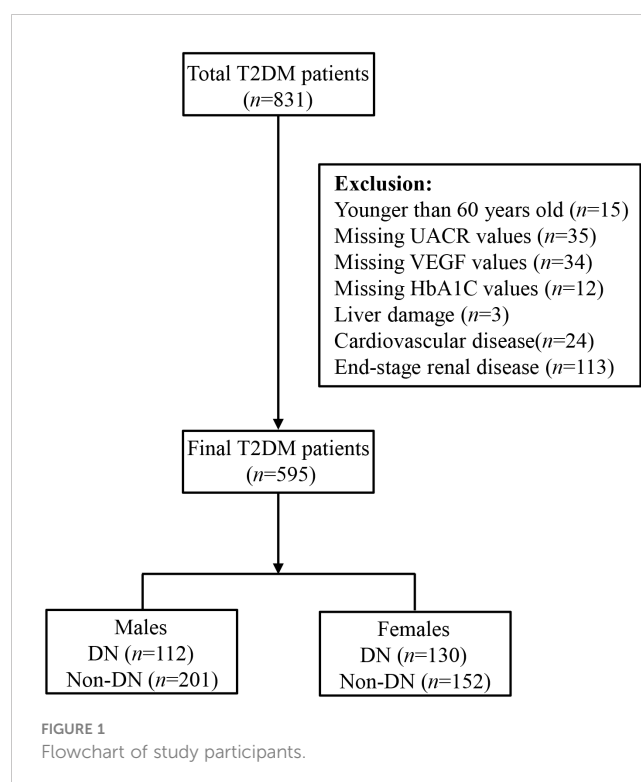 Total T2DM patients
(n=831)
Exclusion:
Younger than 60 years old (n=15)
Missing UACR values (n=35)
Missing VEGF values (n=34)
Missing HbA1C values (n=12)
Liver damage (n=3)
Cardiovascular disease(n=24)
End-stage renal disease (n=113)
Final T2DM patients
(n=595)
Males
DN (n=112)
Non-DN (n=201)
Females
DN (n=130)
Non-DN (n=152)
FIGURE 1
Flowchart of study participants.